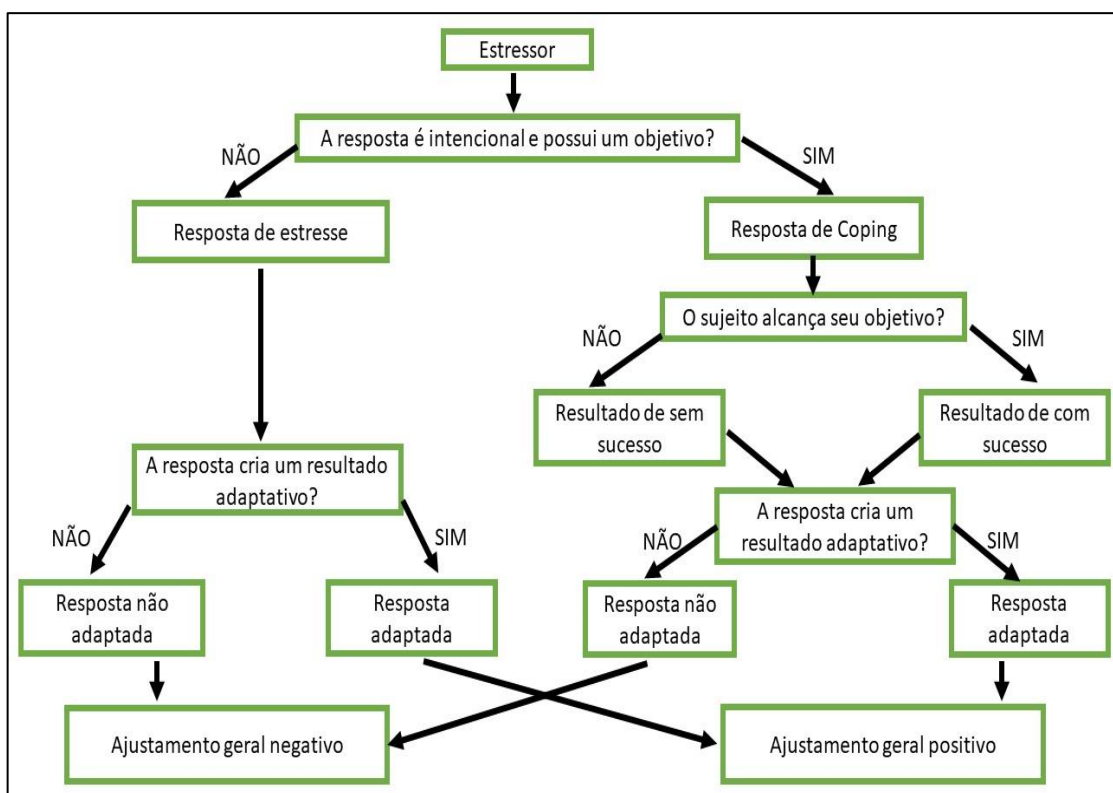 Estressor
A resposta é intencional e possui um objetivo?
NÃO
SIM
Resposta de estresse
Resposta de Coping
O sujeito alcança seu objetivo?
NÃO
SIM
Resultado de sem
sucesso
Resultado de com
sucesso
A resposta cria um resultado
adaptativo?
A resposta cria um
resultado adaptativo?
NÃO
SIM
NÃO
SIM
Resposta não
adaptada
Resposta
adaptada
Resposta não
adaptada
Resposta
adaptada
Ajustamento geral negativo
Ajustamento geral positivo